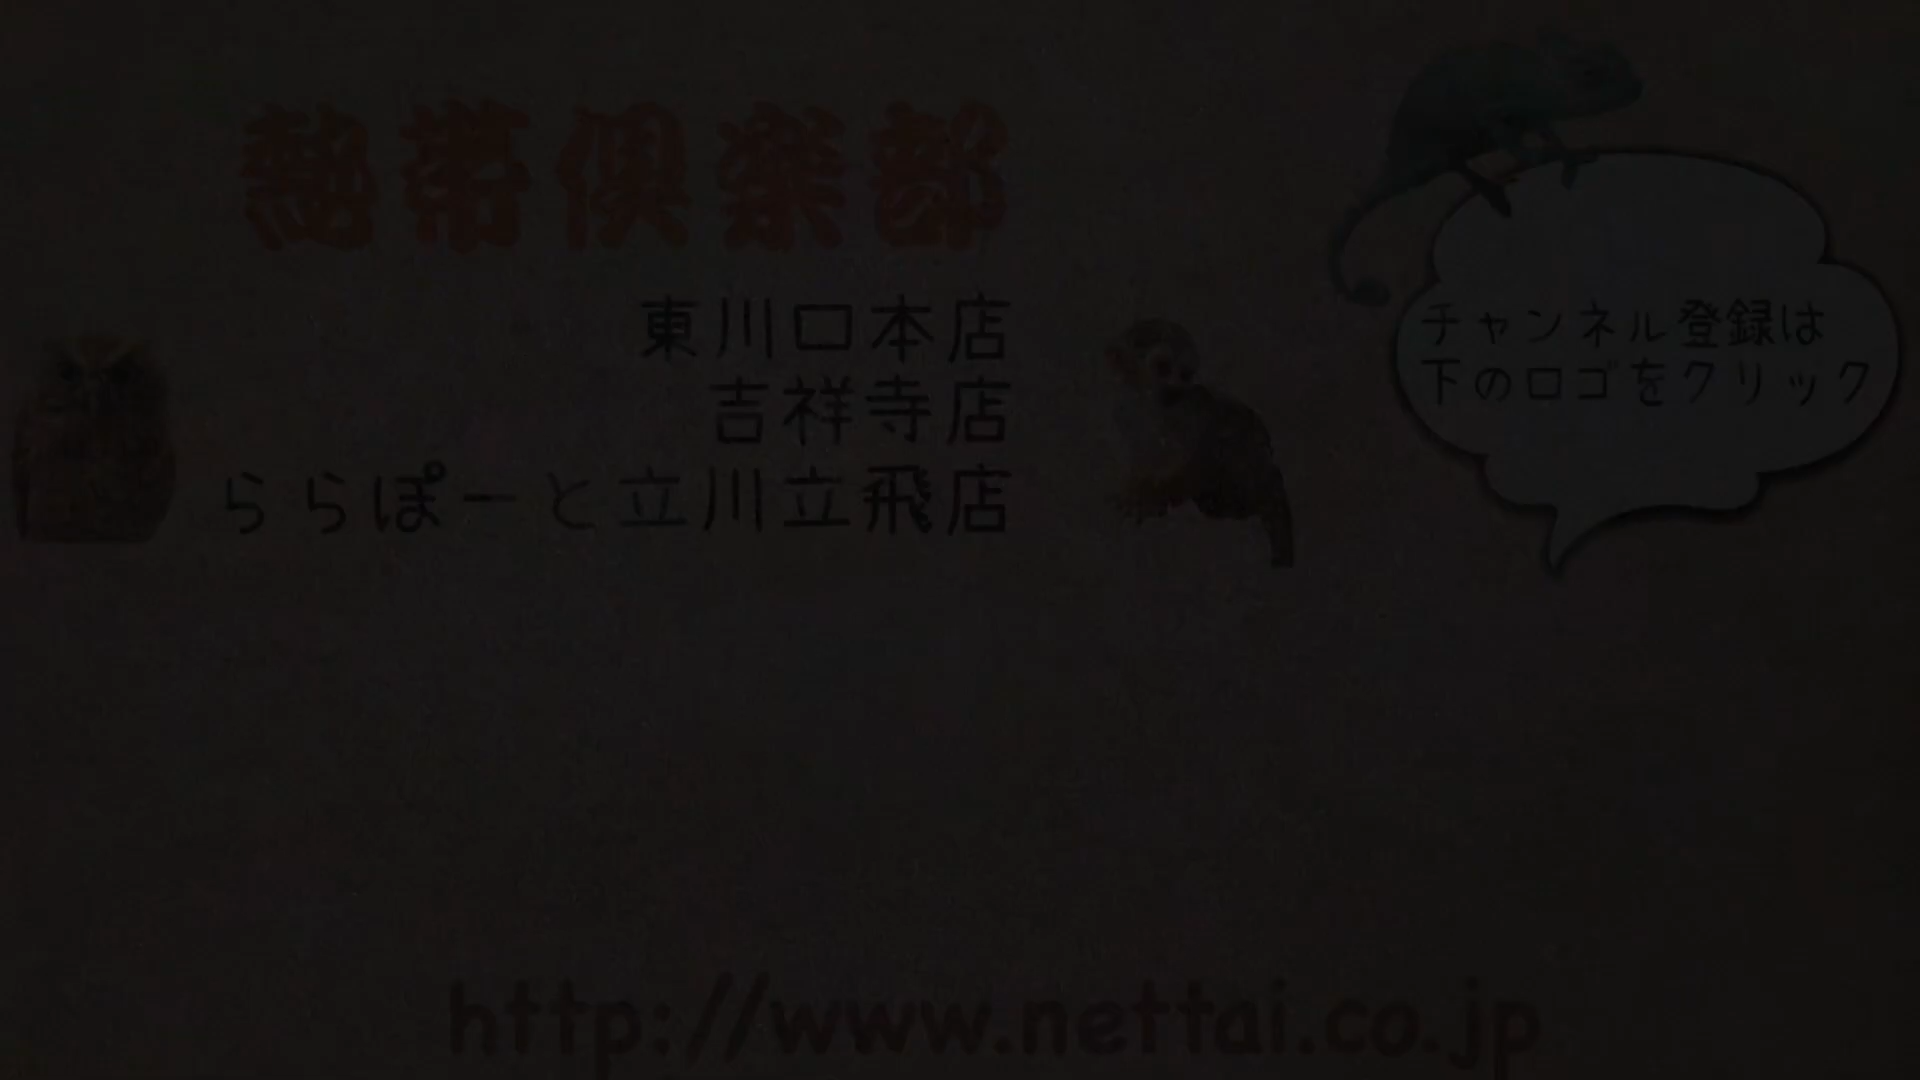 熱帯倶楽部
東川口本店
吉祥寺店
ららぽーと立川立飛店
チャンネル登録は
下のロゴをクリック
http://www.nettai.co.jp